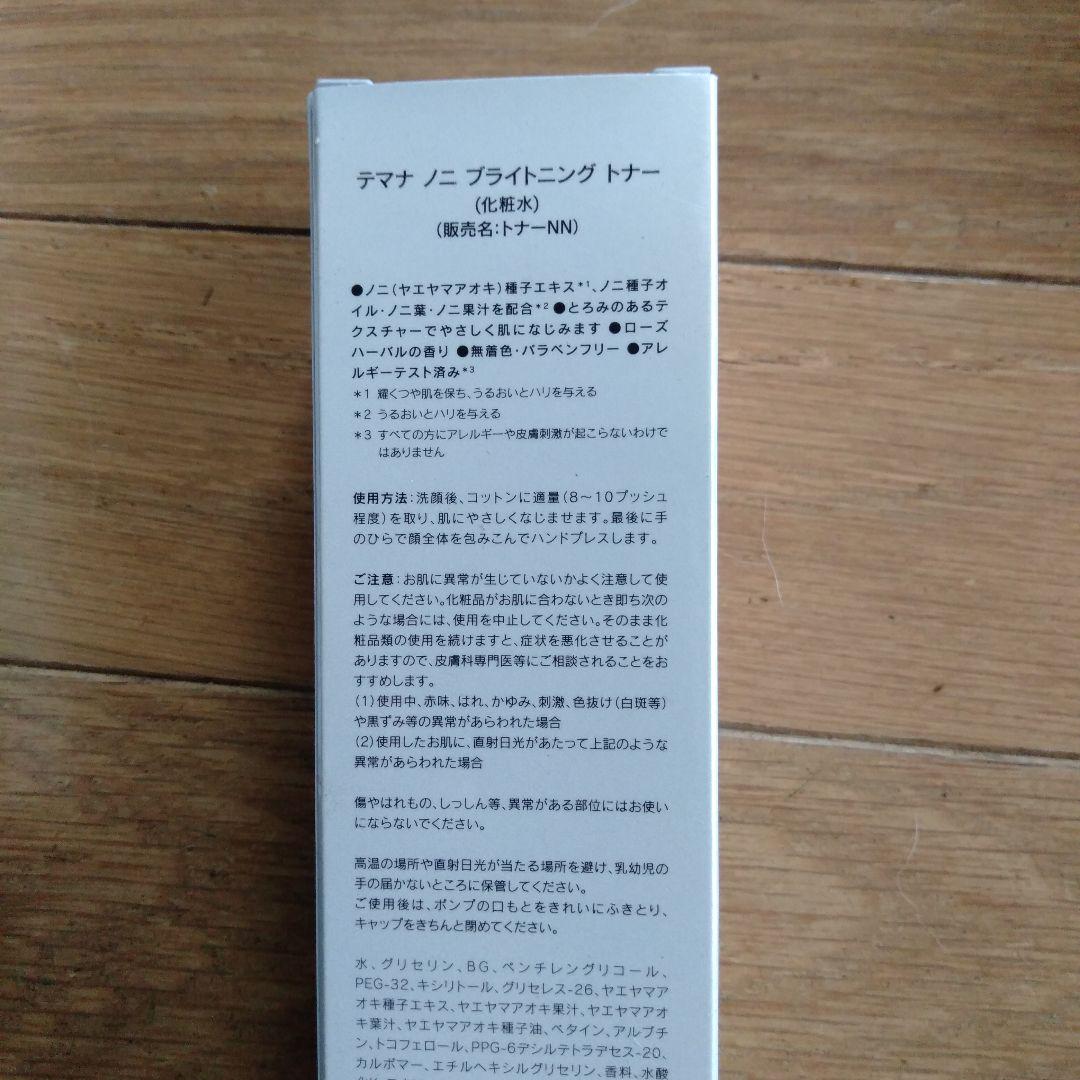 テマナ ノニ ブライトニング トナー
(化粧水)
(販売名:トナーNN)
●ノニ(ヤエヤマアオキ)種子エキス*1、ノニ種子オ
イル・ノニ葉・ノニ果汁を配合*2 ●とろみのあるテ
クスチャーでやさしく肌になじみます ●ローズ
ハーバルの香り ●無着色・パラベンフリー ●アレ
ルギーテスト済み*3
*1 耀くつや肌を保ち、うるおいとハリを与える
*2 うるおいとハリを与える
*3 すべての方にアレルギーや皮膚刺激が起こらないわけで
はありません
使用方法:洗顔後、コットンに適量(8〜10プッシュ
程度)を取り、肌にやさしくなじませます。最後に手
のひらで顔全体を包みこんでハンドプレスします。
ご注意:お肌に異常が生じていないかよく注意して使
用してください。化粧品がお肌に合わないとき即ち次の
ような場合には、使用を中止してください。そのまま化
粧品類の使用を続けますと、症状を悪化させることが
ありますので、皮膚科専門医等にご相談されることをお
すすめします。
(1)使用中、赤味、はれ、かゆみ、刺激、色抜け(白斑等)
や黒ずみ等の異常があらわれた場合
(2)使用したお肌に、直射日光があたって上記のような
異常があらわれた場合
傷やはれもの、しっしん等、異常がある部位にはお使い
にならないでください。
高温の場所や直射日光が当たる場所を避け、乳幼児の
手の届かないところに保管してください。
ご使用後は、ポンプの口もとをきれいにふきとり、
キャップをきちんと閉めてください。
水、グリセリン、BG、ペンチレングリコール、
PEG-32、キシリトール、グリセレス-26、ヤエヤマア
オキ種子エキス、ヤエヤマアオキ果汁、ヤエヤマアオ
キ葉汁、ヤエヤマアオキ種子油、ベタイン、アルブチ
ン、トコフェロール、PPG-6デシルテトラデセス-20、
カルボマー、エチルヘキシルグリセリン、香料、水酸